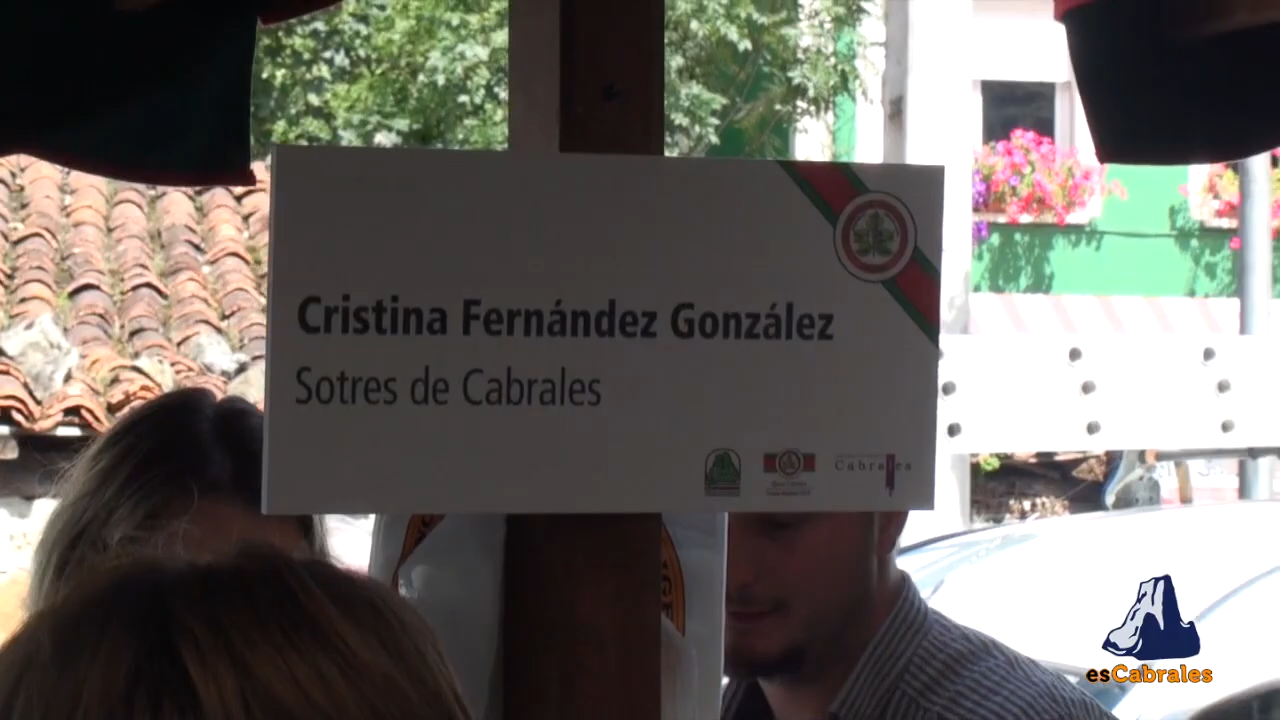 Cristina Fernández González
Sotres de Cabrales
Cabrales
esCabrales